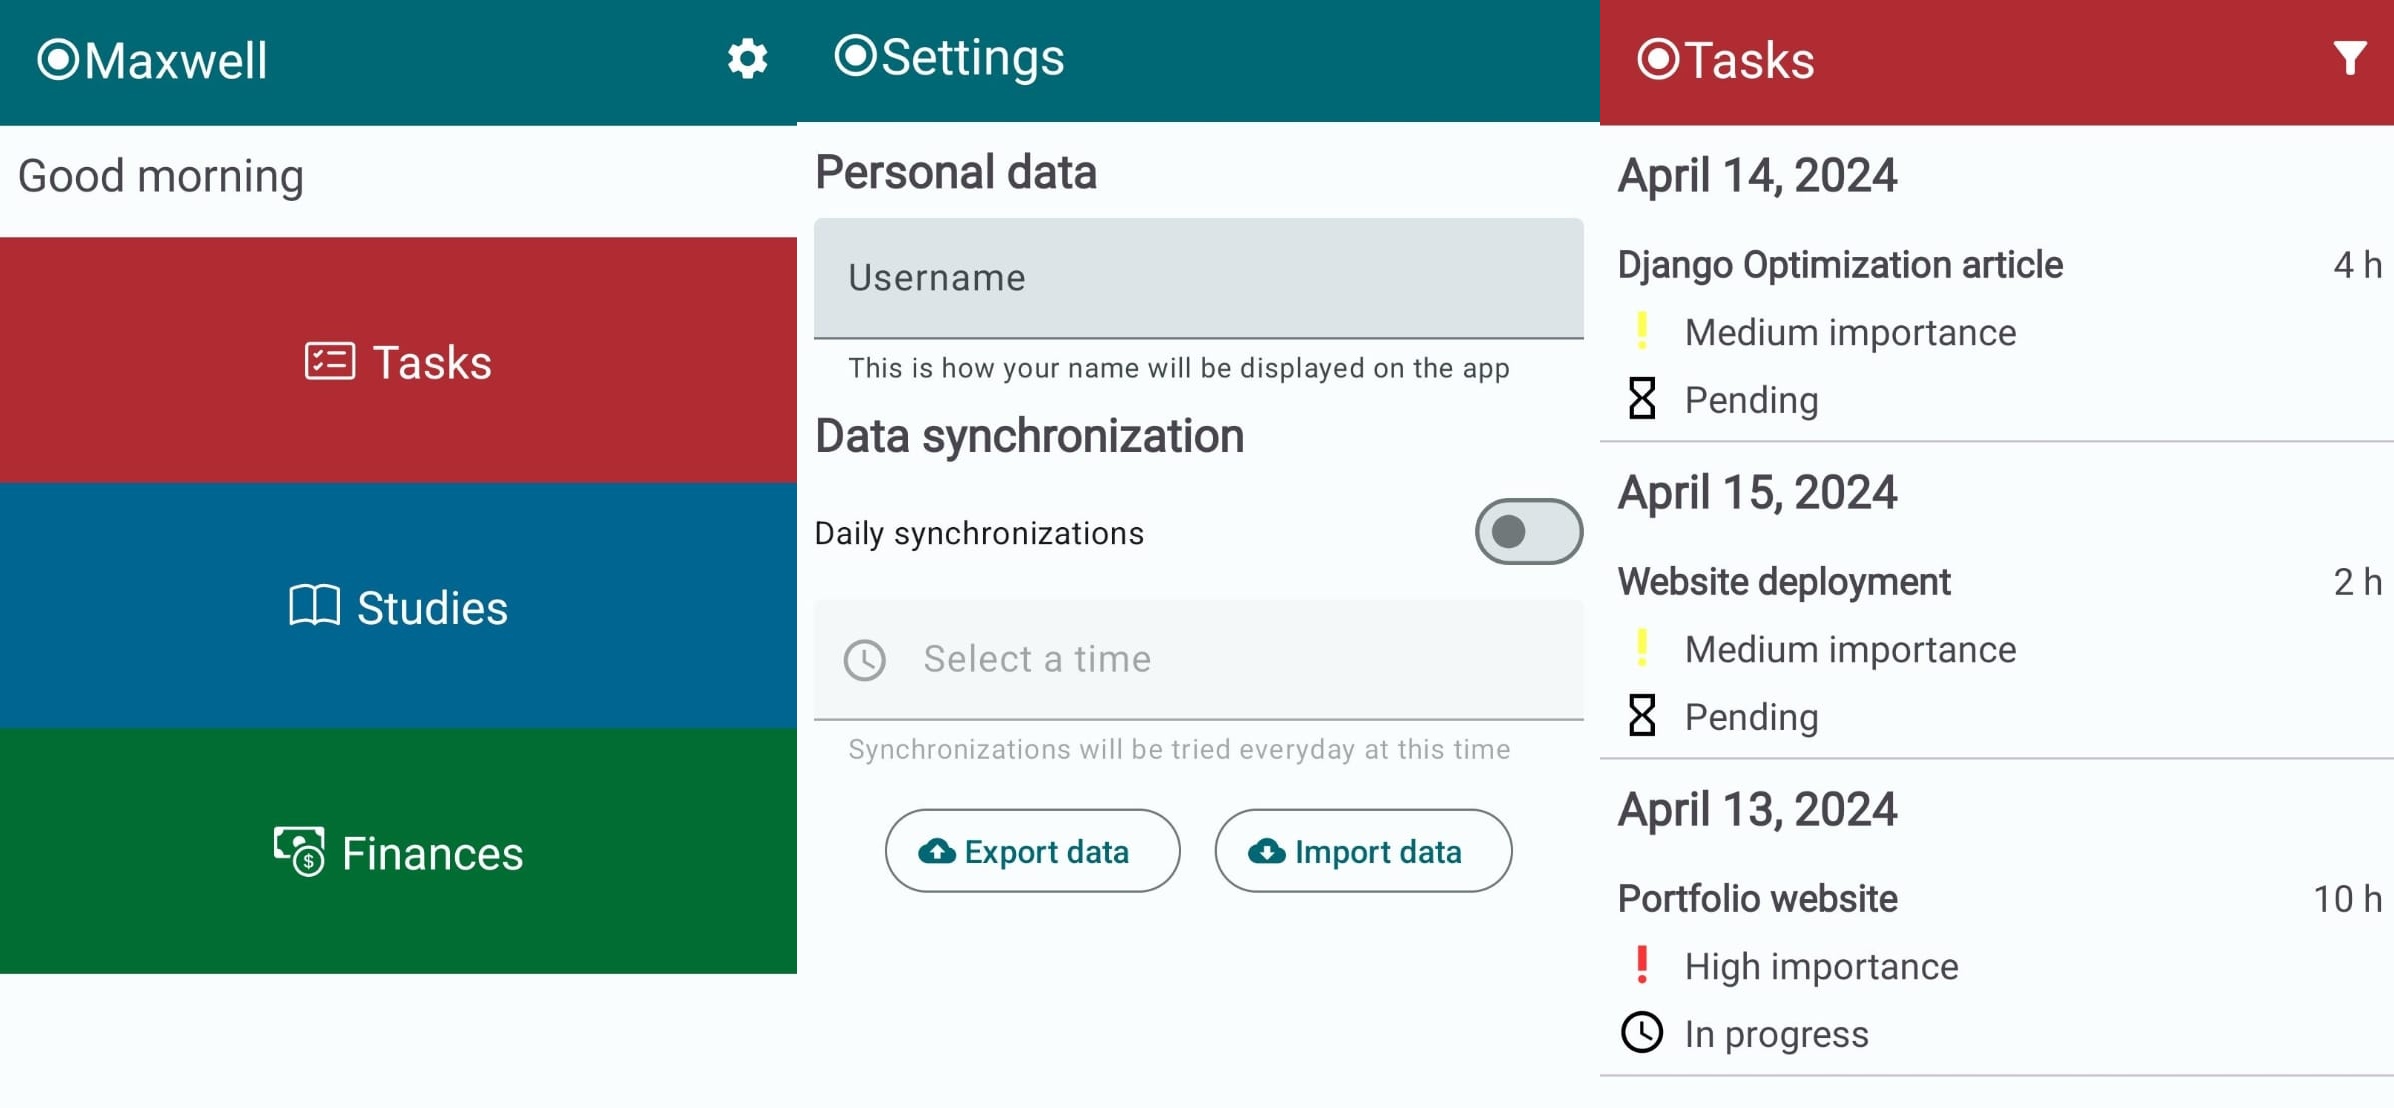 Maxwell
Good morning
Tasks
Studies
Finances
Settings
Personal data
Username
This is how your name will be displayed on the app
Data synchronization
Daily synchronizations
Select a time
Synchronizations will be tried everyday at this time
Export data
Import data
Tasks
April 14, 2024
Django Optimization article 4 h
Medium importance
Pending
April 15, 2024
Website deployment 2 h
Medium importance
Pending
April 13, 2024
Portfolio website 10 h
High importance
In progress